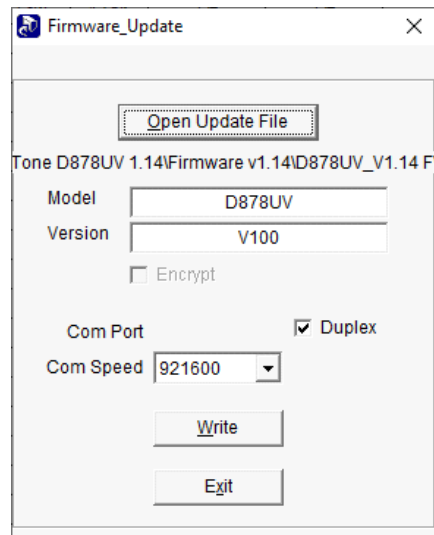 Firmware_Update
Open Update File
Tone D878UV 1.14\Firmware v1.14\D878UV_V1.14 F
Model D878UV
Version V100
Encrypt
Com Port Duplex
Com Speed 921600
Write
Exit